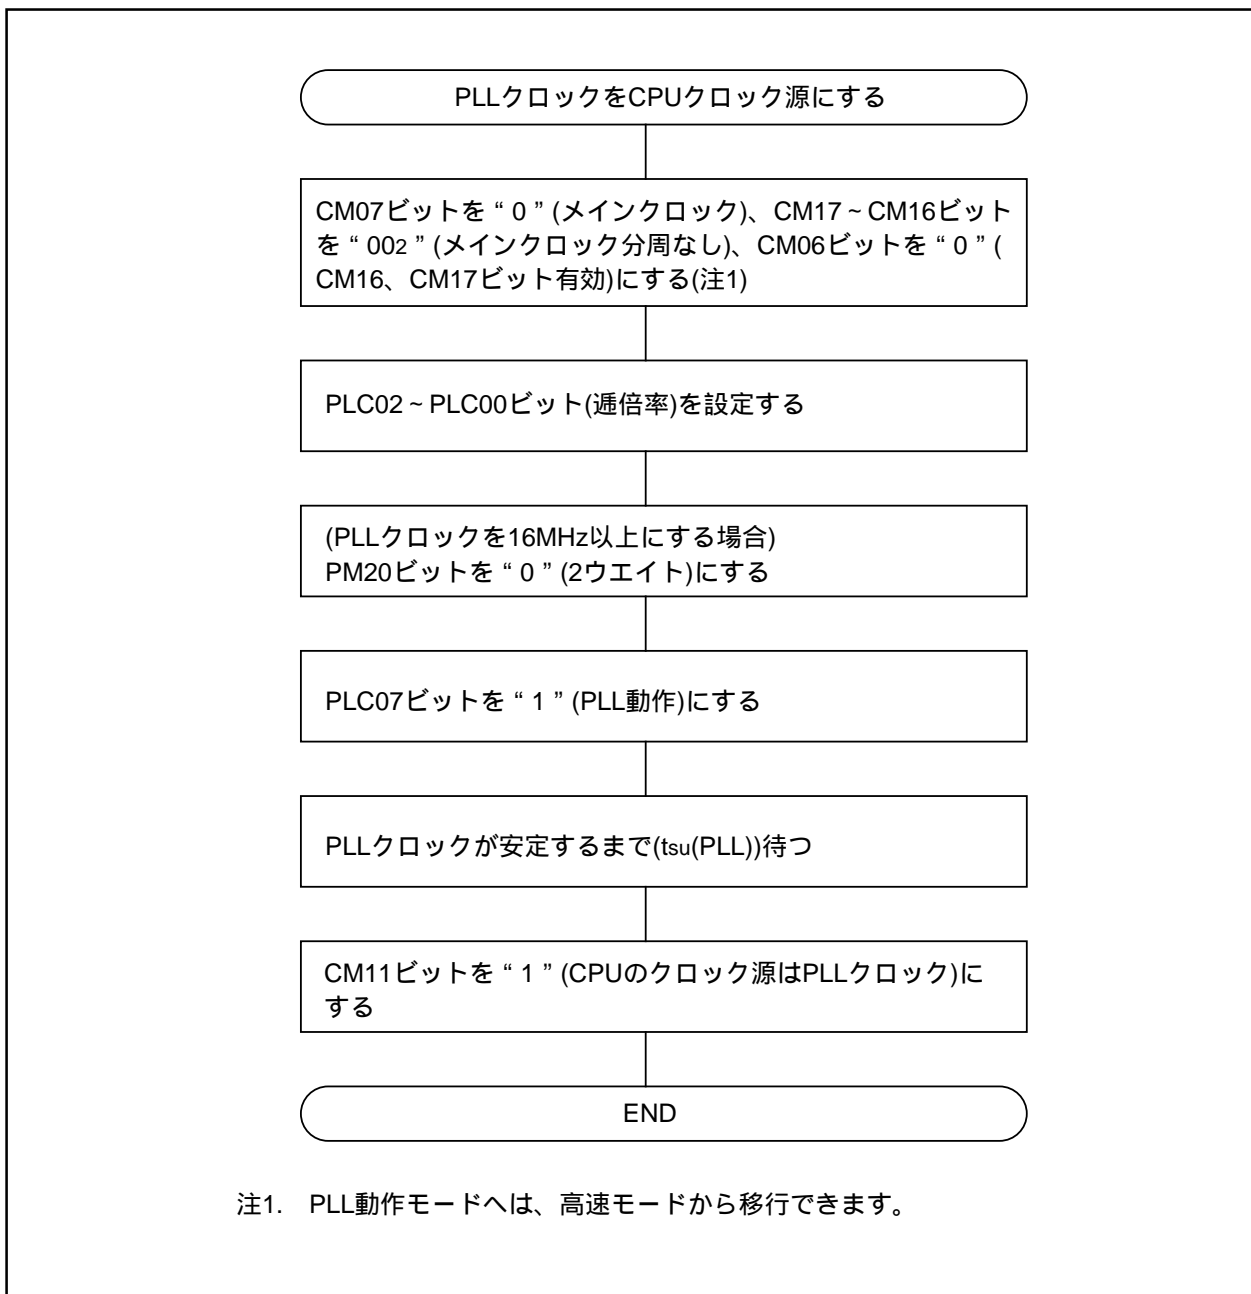 PLLクロックをCPUクロック源にする
CM07ビットを“0”(メインクロック)、CM17~CM16ビット
を“002”(メインクロック分周なし)、CM06ビットを“0”(
CM16、CM17ビット有効)にする(注1)
PLC02~PLC00ビット(逓倍率)を設定する
(PLLクロックを16MHz以上にする場合)
PM20ビットを“0”(2ウエイト)にする
PLC07ビットを“1”(PLL動作)にする
PLLクロックが安定するまで(tsu(PLL))待つ
CM11ビットを“1”(CPUのクロック源はPLLクロック)に
する
END
注1. PLL動作モードへは、高速モードから移行できます。